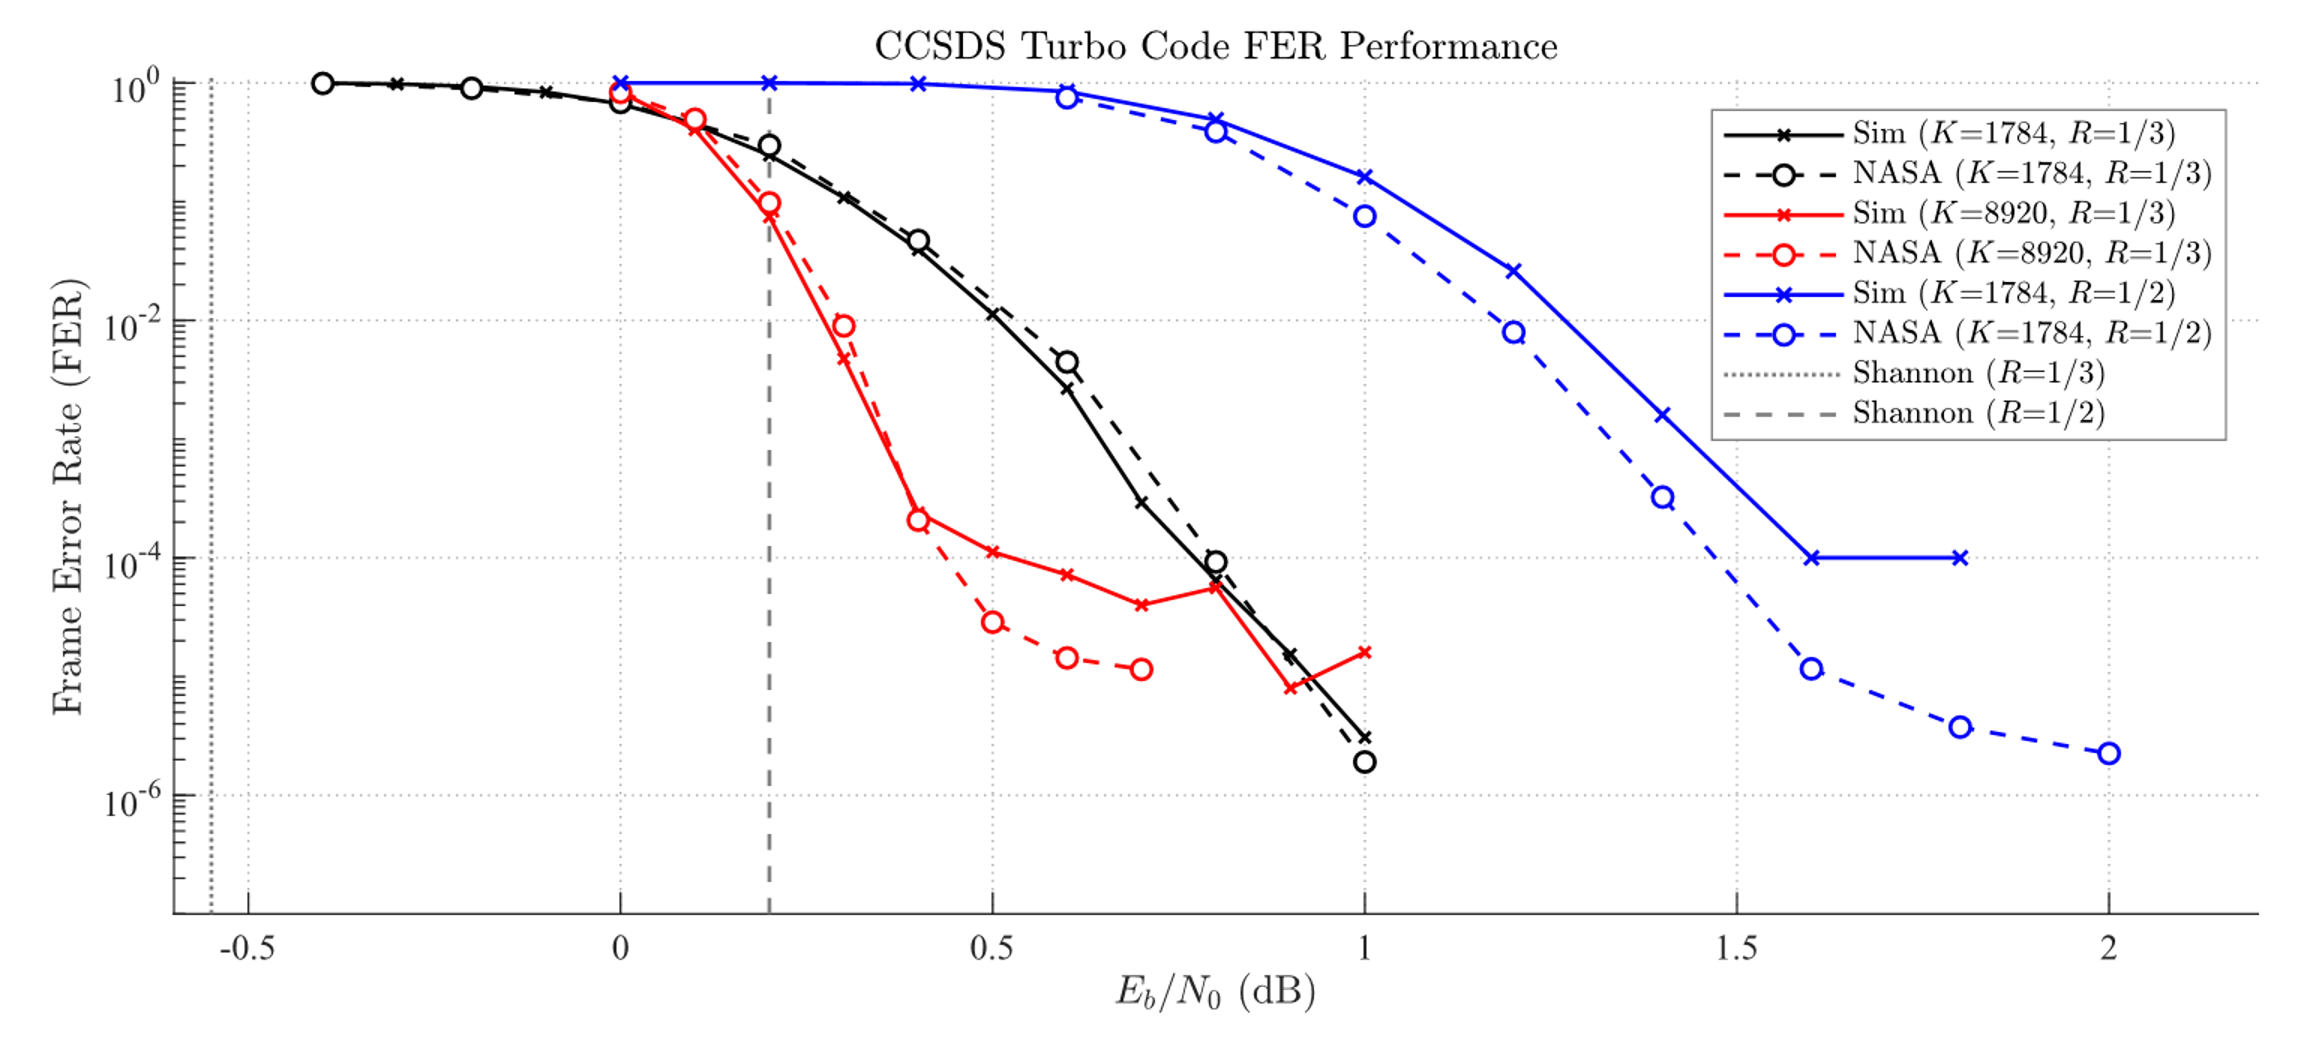 CCSDS Turbo Code FER Performance
Frame Error Rate (FER)
10^0
10^-2
10^-4
10^-6
-0.5
0
0.5
1
1.5
2
E_b/N_0 (dB)
Sim (K=1784, R=1/3)
NASA (K=1784, R=1/3)
Sim (K=8920, R=1/3)
NASA (K=8920, R=1/3)
Sim (K=1784, R=1/2)
NASA (K=1784, R=1/2)
Shannon (R=1/3)
Shannon (R=1/2)